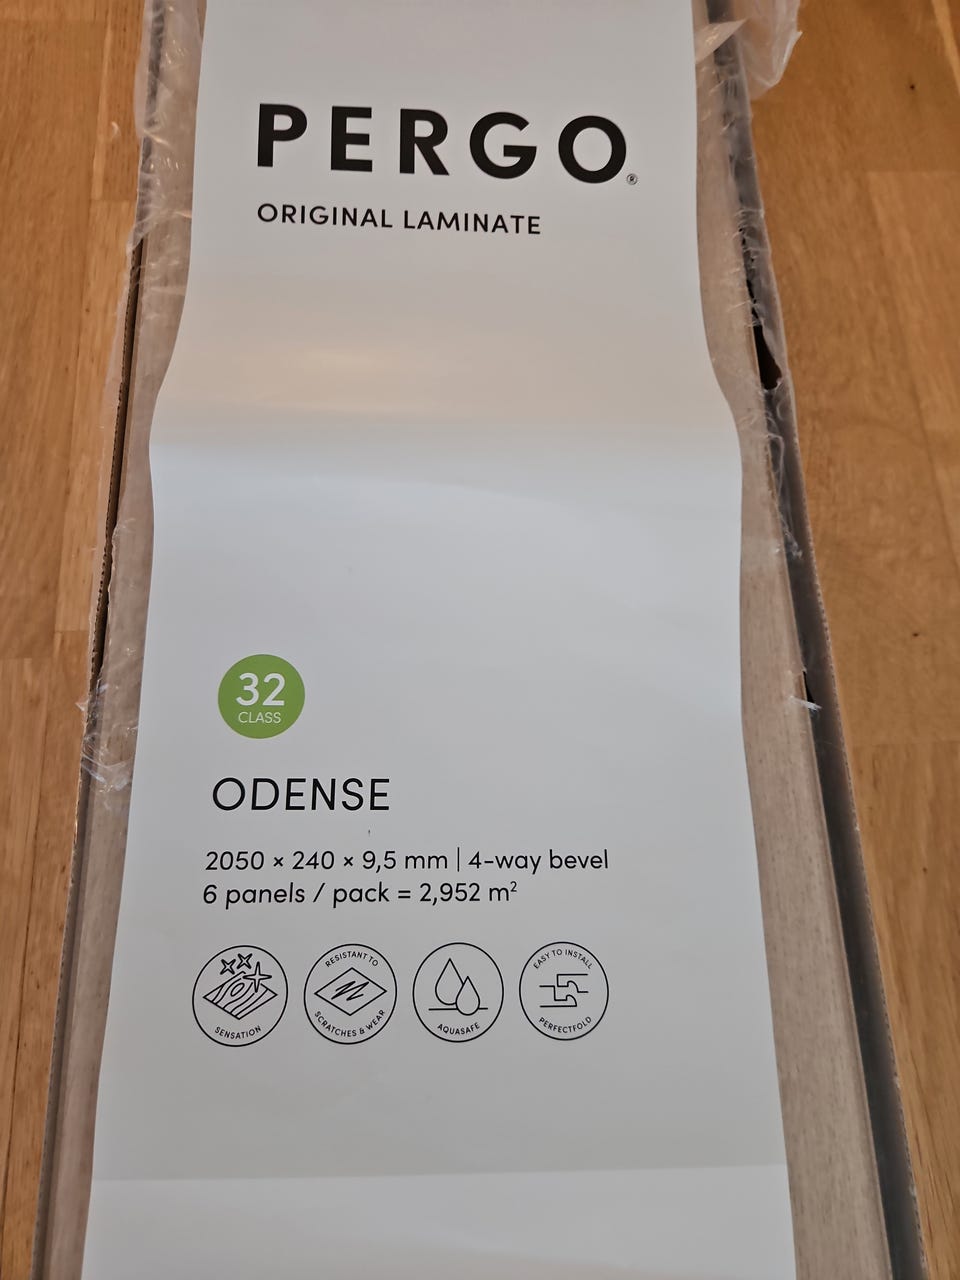 PERGO®
ORIGINAL LAMINATE
32
CLASS
ODENSE
2050 × 240 × 9,5 mm | 4-way bevel
6 panels / pack = 2,952 m²
SENSATION
RESISTANT TO
SCRATCHES & WEAR
AQUASAFE
EASY TO INSTALL
PERFECTFOLD